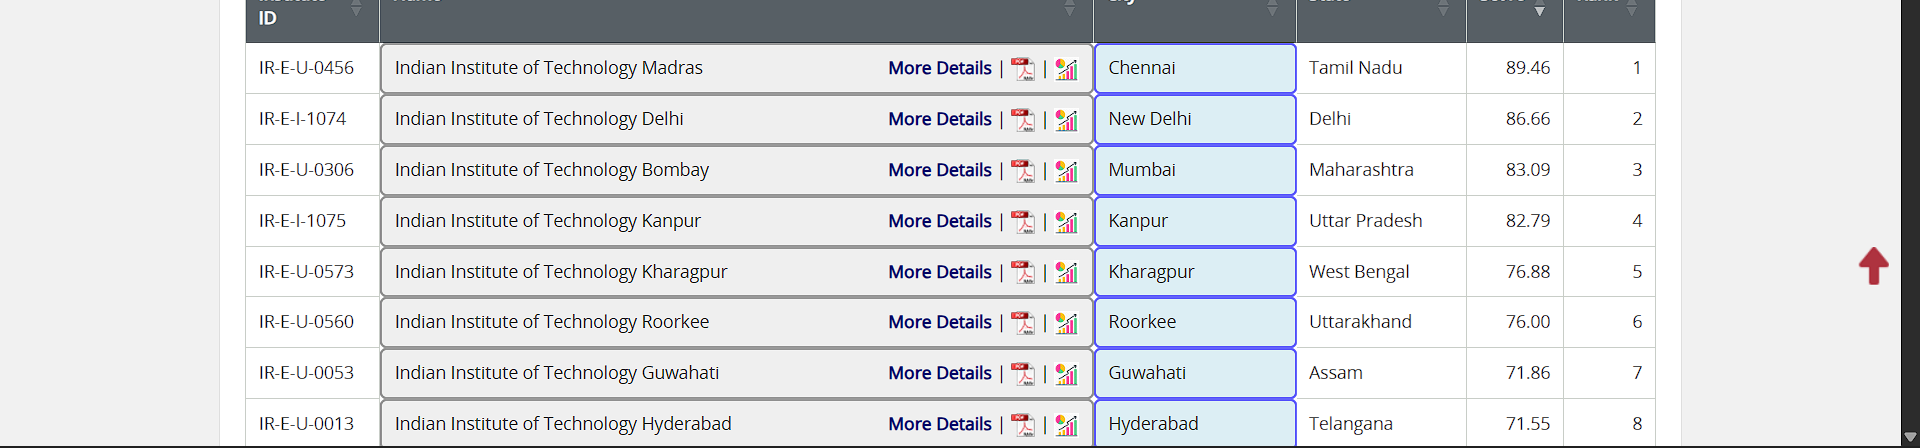 ID
IR-E-U-0456 Indian Institute of Technology Madras More Details | | Chennai Tamil Nadu 89.46 1
IR-E-I-1074 Indian Institute of Technology Delhi More Details | | New Delhi Delhi 86.66 2
IR-E-U-0306 Indian Institute of Technology Bombay More Details | | Mumbai Maharashtra 83.09 3
IR-E-I-1075 Indian Institute of Technology Kanpur More Details | | Kanpur Uttar Pradesh 82.79 4
IR-E-U-0573 Indian Institute of Technology Kharagpur More Details | | Kharagpur West Bengal 76.88 5
IR-E-U-0560 Indian Institute of Technology Roorkee More Details | | Roorkee Uttarakhand 76.00 6
IR-E-U-0053 Indian Institute of Technology Guwahati More Details | | Guwahati Assam 71.86 7
IR-E-U-0013 Indian Institute of Technology Hyderabad More Details | | Hyderabad Telangana 71.55 8